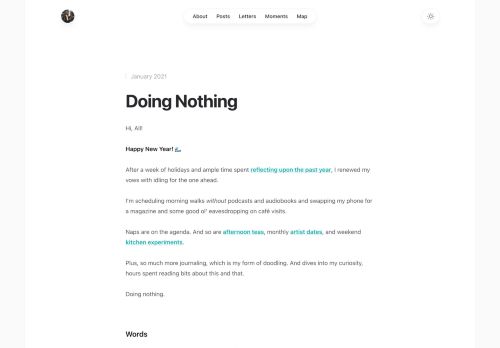 About Posts Letters Moments Map
January 2021
Doing Nothing
Hi, All!
Happy New Year!
After a week of holidays and ample time spent reflecting upon the past year, I renewed my
vows with idling for the one ahead.
I'm scheduling morning walks without podcasts and audiobooks and swapping my phone for
a magazine and some good ol' eavesdropping on café visits.
Naps are on the agenda. And so are afternoon teas, monthly artist dates, and weekend
kitchen experiments.
Plus, so much more journaling, which is my form of doodling. And dives into my curiosity,
hours spent reading bits about this and that.
Doing nothing.
Words